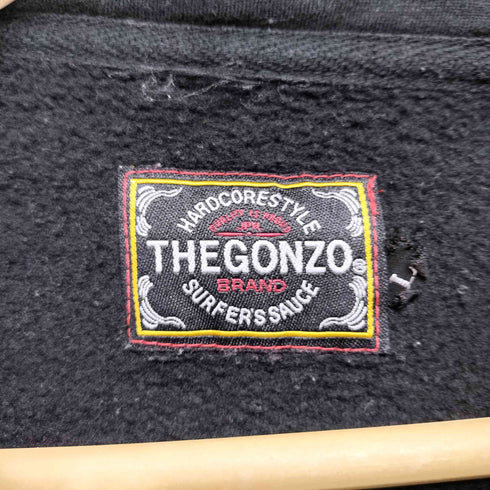 HARDCORESTYLE
THEGONZO
BRAND
SURFER'S SAUCE
L